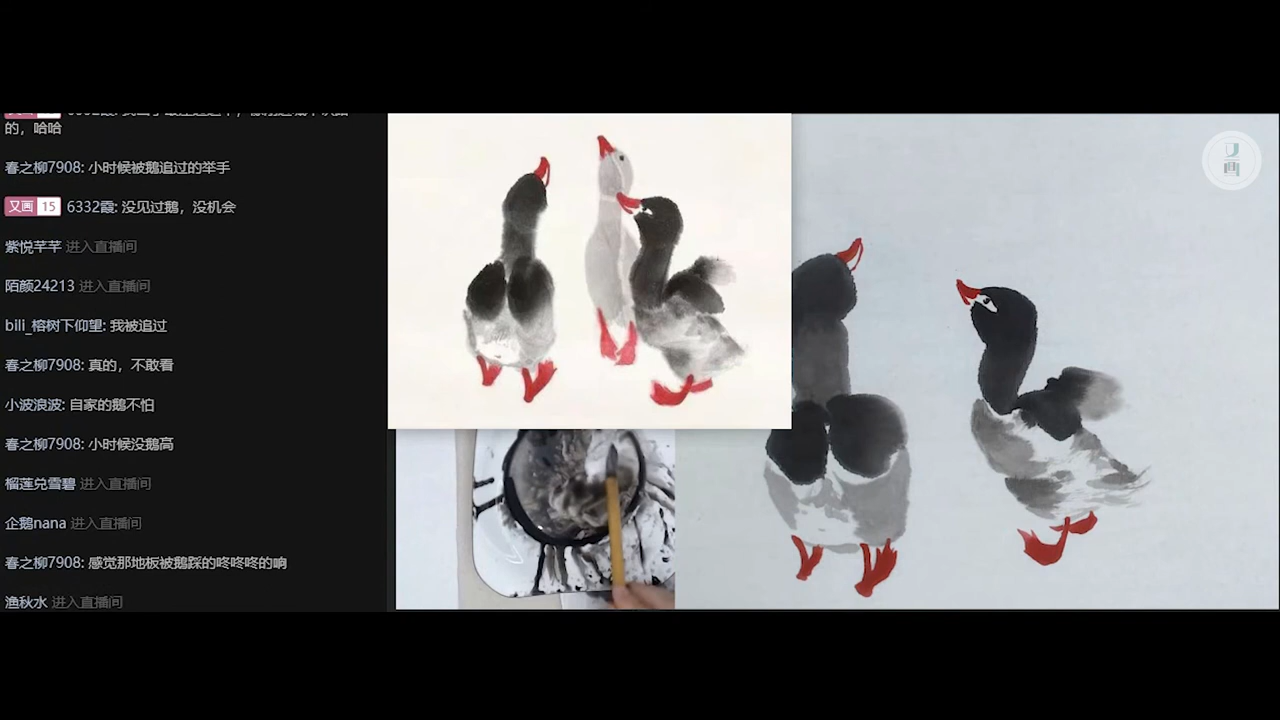 的，哈哈
春之柳7908: 小时候被鹅追过的举手
又画 15 6332霞: 没见过鹅，没机会
紫悦芊芊 进入直播间
陌颜24213 进入直播间
bili_榕树下仰望: 我被追过
春之柳7908: 真的，不敢看
小波浪波: 自家的鹅不怕
春之柳7908: 小时候没鹅高
榴莲兑雪碧 进入直播间
企鹅nana 进入直播间
春之柳7908: 感觉那地板被鹅踩的咚咚咚的响
渔秋水 进入直播间
又画